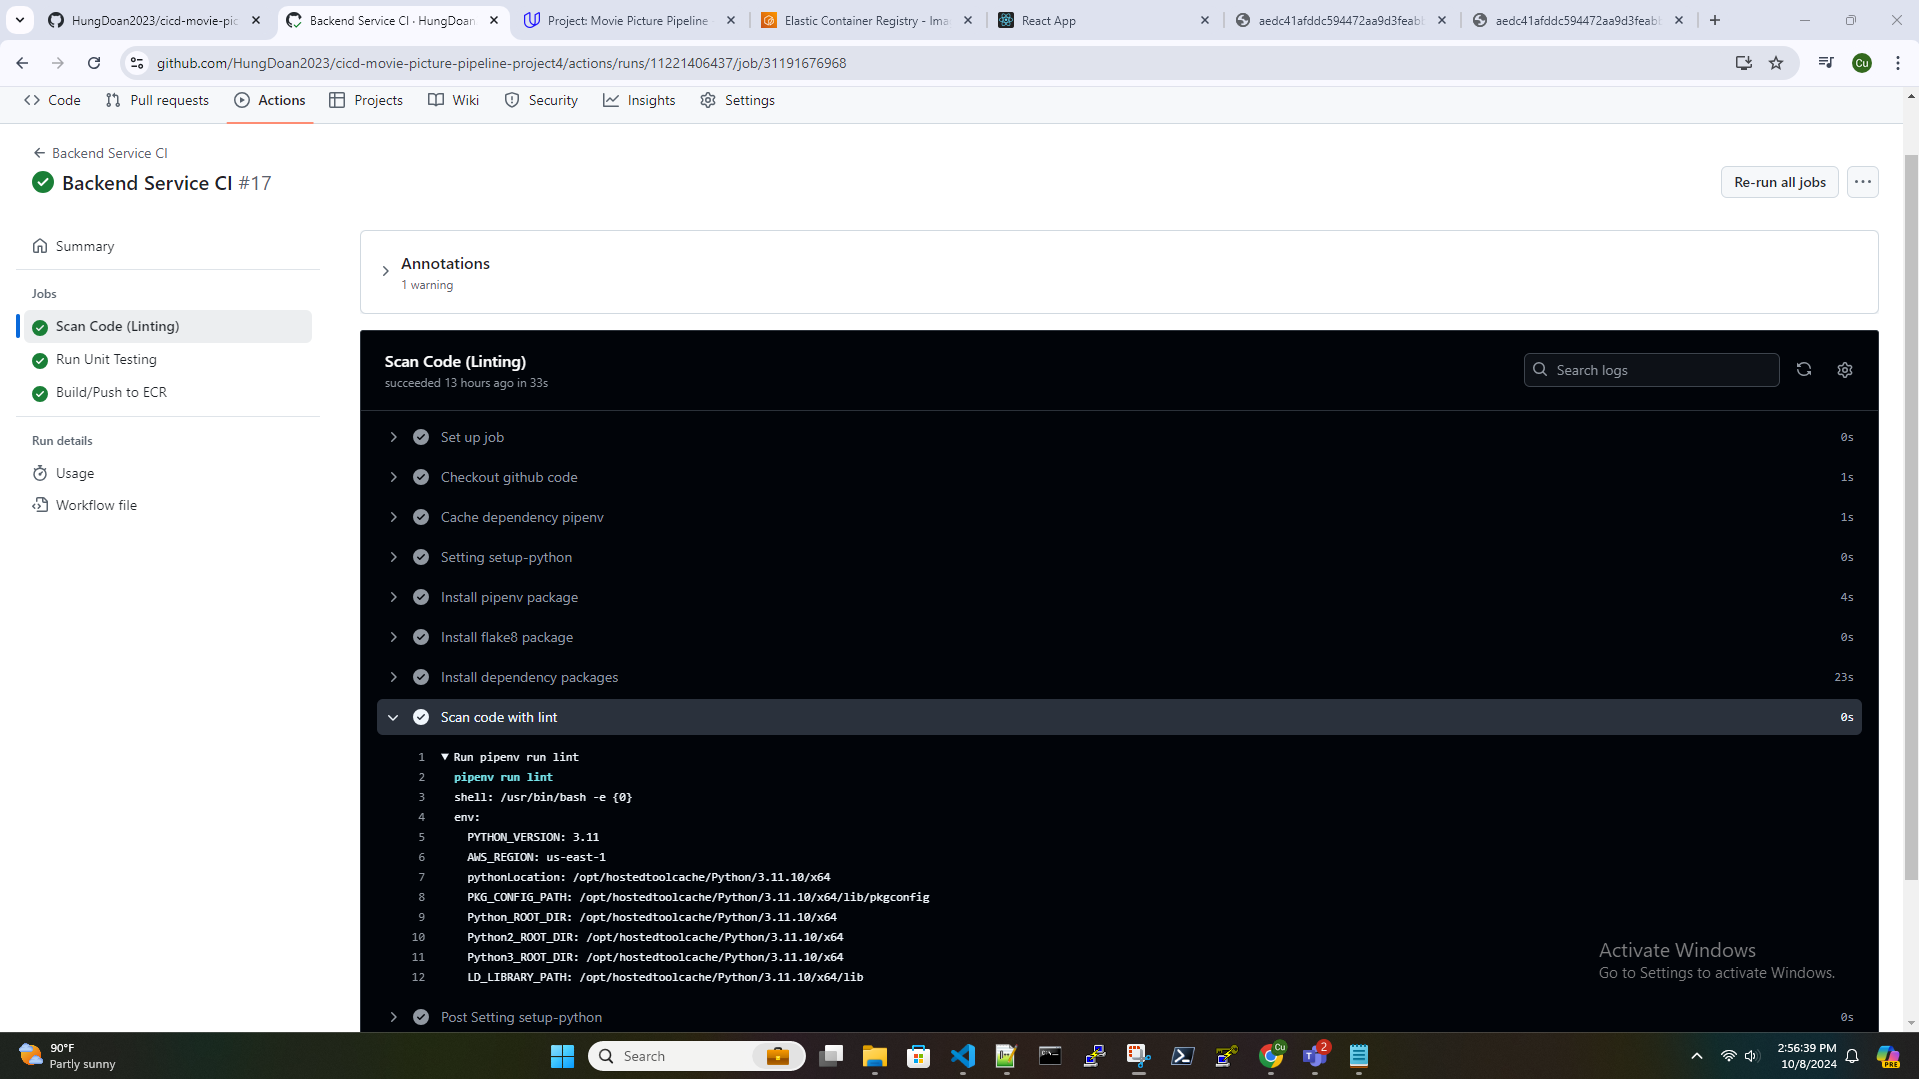 HungDoan2023/cicd-movie-pic
Backend Service CI · HungDoan
Project: Movie Picture Pipeline
Elastic Container Registry - Ima
React App
aedc41afddc594472aa9d3feab
aedc41afddc594472aa9d3feab
github.com/HungDoan2023/cicd-movie-picture-pipeline-project4/actions/runs/11221406437/job/31191676968
Cu
Code
Pull requests
Actions
Projects
Wiki
Security
Insights
Settings
Backend Service CI
Backend Service CI #17
Re-run all jobs
Summary
Jobs
Scan Code (Linting)
Run Unit Testing
Build/Push to ECR
Run details
Usage
Workflow file
Annotations
1 warning
Scan Code (Linting)
succeeded 13 hours ago in 33s
Search logs
Set up job 0s
Checkout github code 1s
Cache dependency pipenv 1s
Setting setup-python 0s
Install pipenv package 4s
Install flake8 package 0s
Install dependency packages 23s
Scan code with lint 0s
1 ▼ Run pipenv run lint
2 pipenv run lint
3 shell: /usr/bin/bash -e {0}
4 env:
5 PYTHON_VERSION: 3.11
6 AWS_REGION: us-east-1
7 pythonLocation: /opt/hostedtoolcache/Python/3.11.10/x64
8 PKG_CONFIG_PATH: /opt/hostedtoolcache/Python/3.11.10/x64/lib/pkgconfig
9 Python_ROOT_DIR: /opt/hostedtoolcache/Python/3.11.10/x64
10 Python2_ROOT_DIR: /opt/hostedtoolcache/Python/3.11.10/x64
11 Python3_ROOT_DIR: /opt/hostedtoolcache/Python/3.11.10/x64
12 LD_LIBRARY_PATH: /opt/hostedtoolcache/Python/3.11.10/x64/lib
Post Setting setup-python 0s
Activate Windows
Go to Settings to activate Windows.
90°F
Partly sunny
Search
Cu
2
2:56:39 PM
10/8/2024
PRE